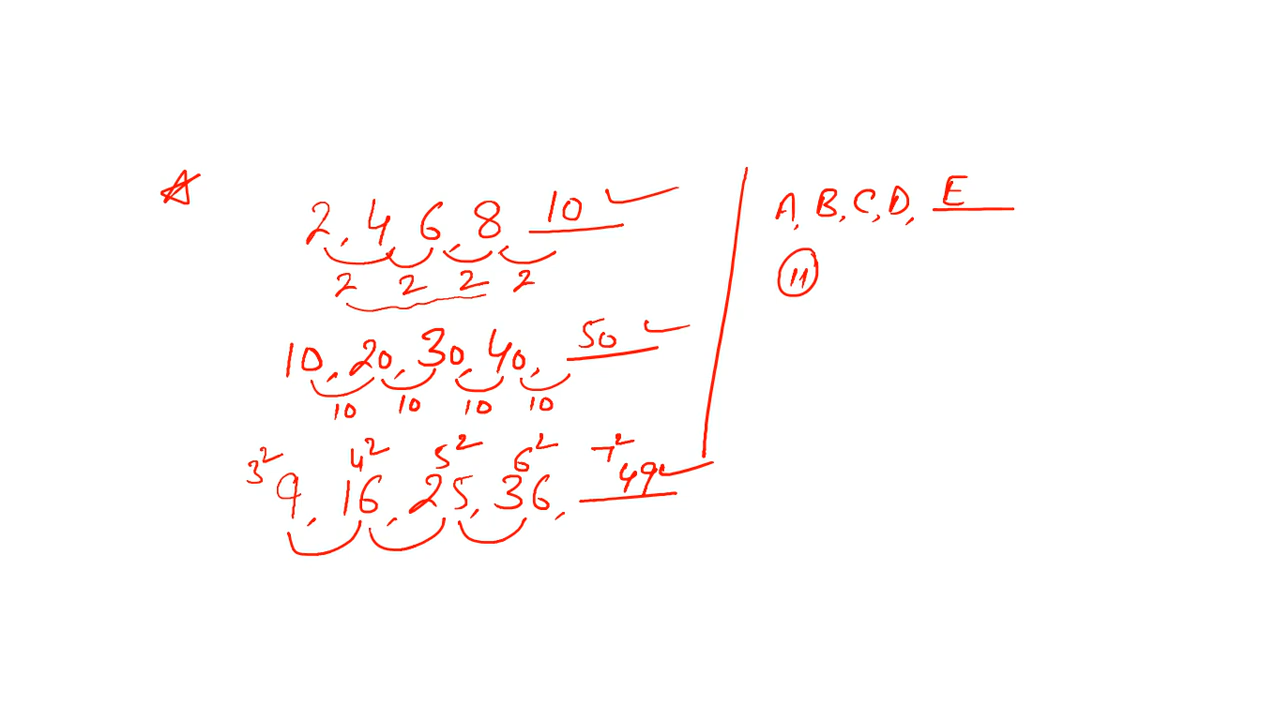 2, 4, 6, 8 10
2 2 2 2
10, 20, 30, 40, 50
10 10 10 10
3² 4² 5² 6² 7²
9, 16, 25, 36, 49
A, B, C, D, E
11